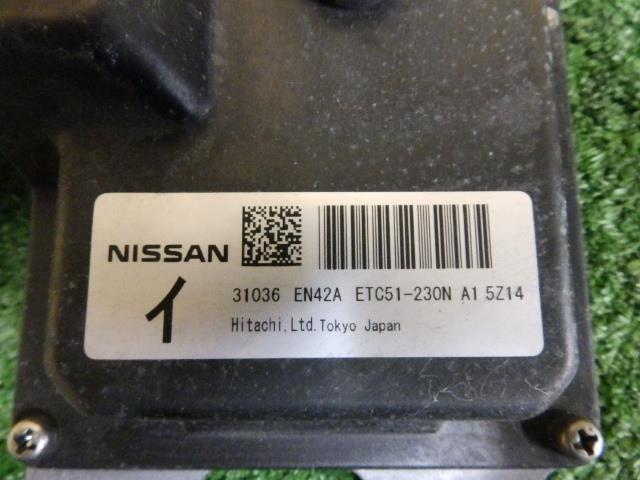 NISSAN
イ
31036 EN42A ETC51-230N A1 5Z14
Hitachi,Ltd.Tokyo Japan